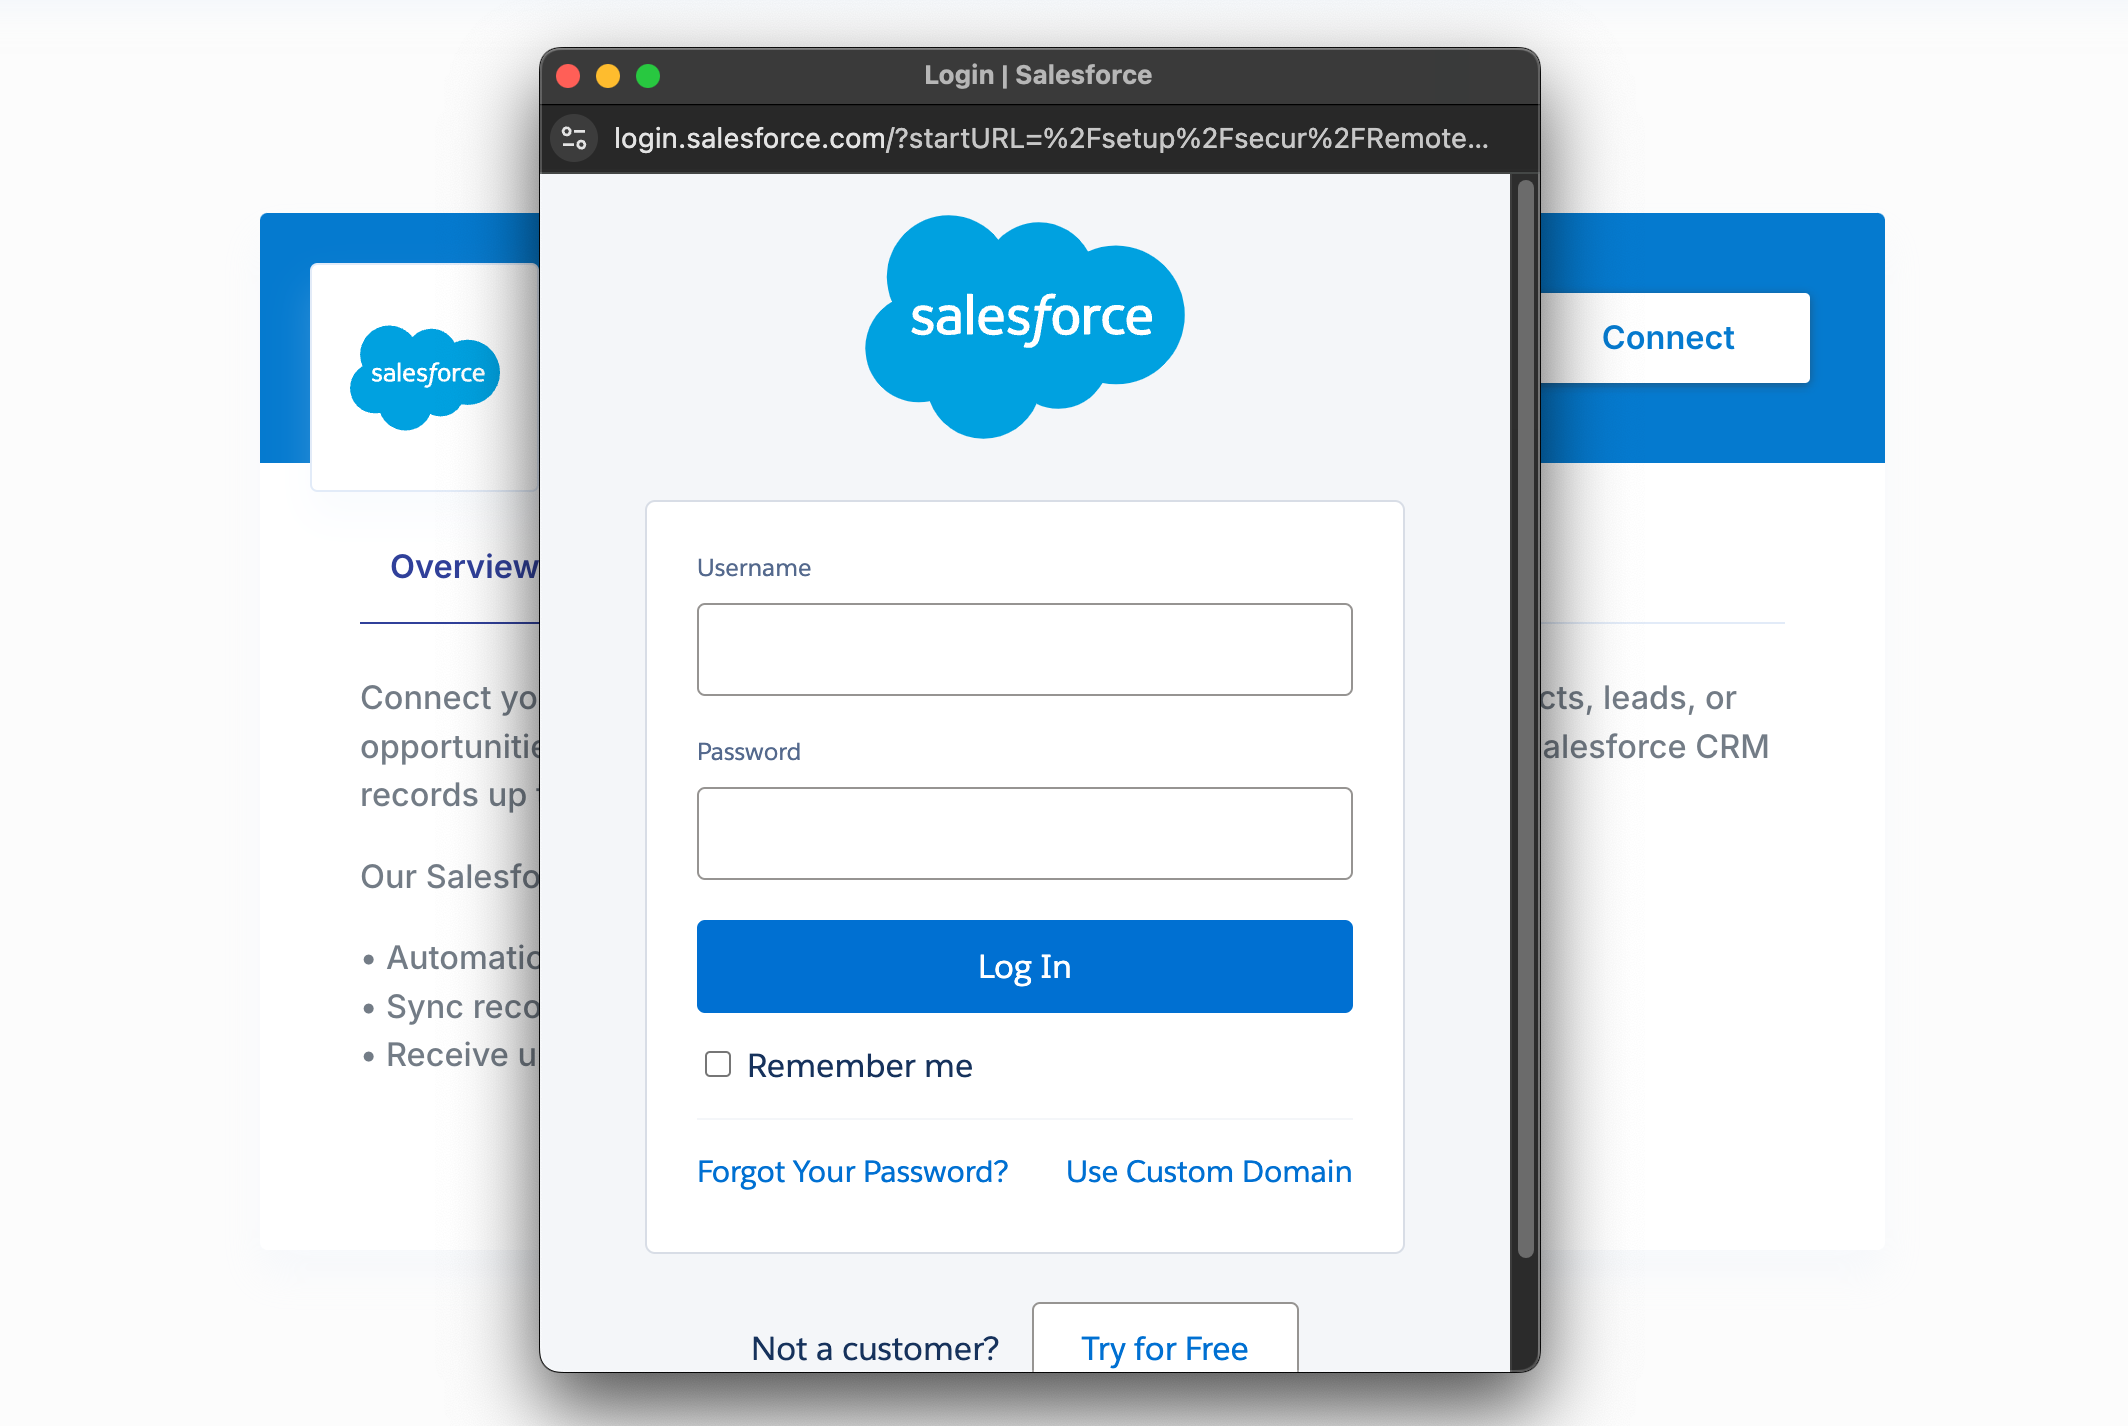 Login | Salesforce
login.salesforce.com/?startURL=%2Fsetup%2Fsecur%2FRemote...
salesforce
salesforce
Connect
Username
Overview
Password
Connect
cts, leads, or
opportunitie
alesforce CRM
records up
Our Salesfo
• Automatic
Log In
• Sync reco
• Receive u
Remember me
Forgot Your Password? Use Custom Domain
Not a customer? Try for Free